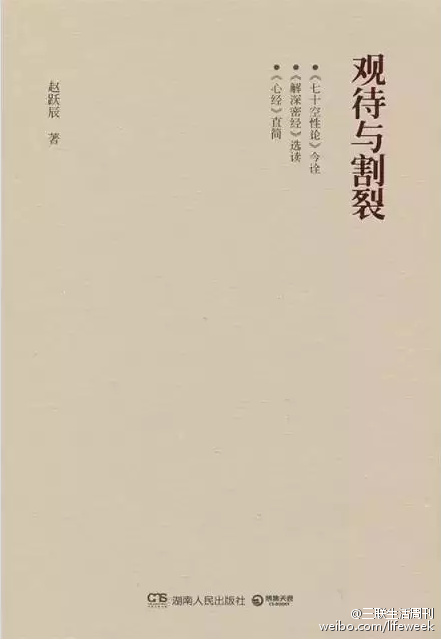 观待与割裂
●《七十空性论》今诠
●《解深密经》选读
●《心经》直简
赵跃辰 著
湖南人民出版社
博集天卷
CS-BOOKY
@三联生活周刊
weibo.com/lifeweek